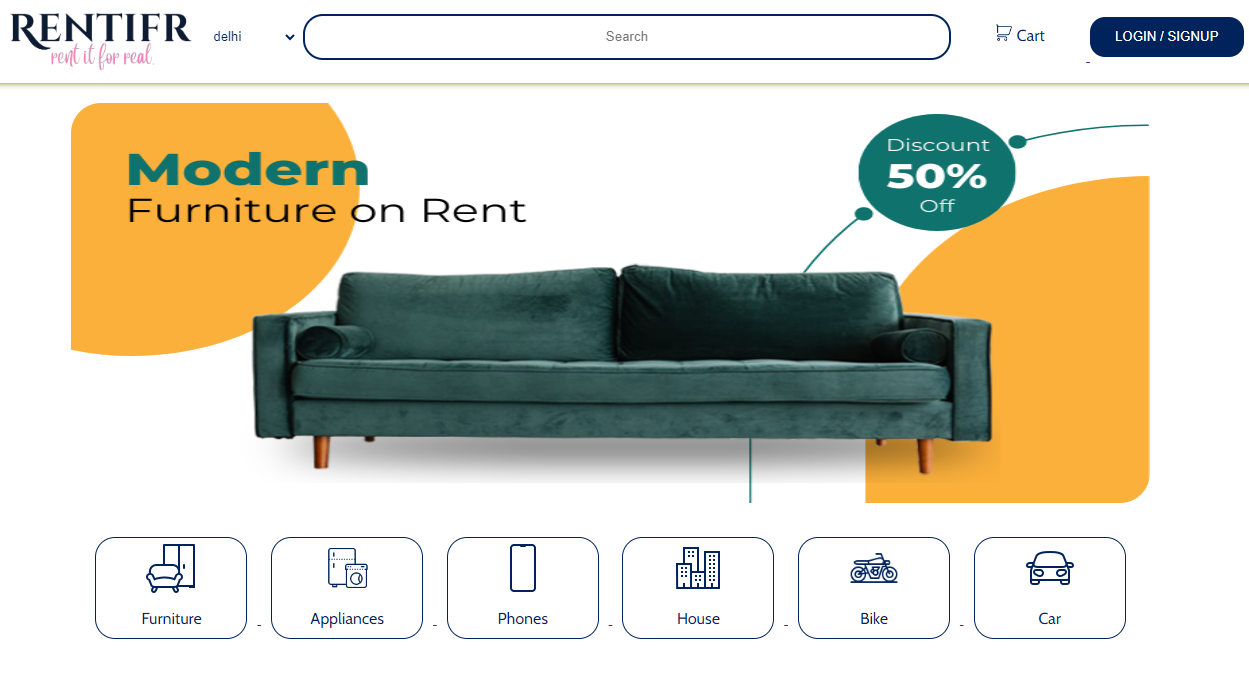 RENTIFR
rent it for real.
delhi
Search
Cart
LOGIN / SIGNUP
Modern
Furniture on Rent
Discount
50%
Off
Furniture
Appliances
Phones
House
Bike
Car